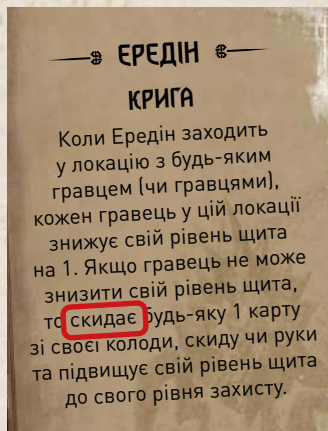 ЕРЕДІН
КРИГА
Коли Ередін заходить
у локацію з будь-яким
гравцем (чи гравцями),
кожен гравець у цій локації
знижує свій рівень щита
на 1. Якщо гравець не може
знизити свій рівень щита,
то скидає будь-яку 1 карту
зі своєї колоди, скиду чи руки
та підвищує свій рівень щита
до свого рівня захисту.